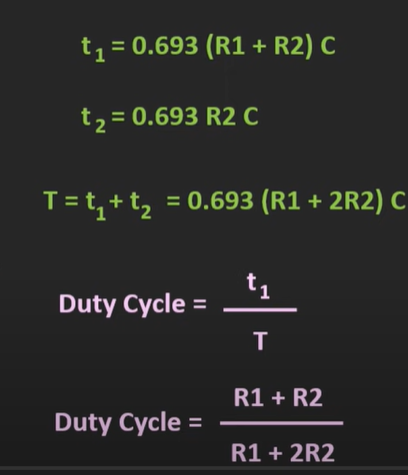 t₁ = 0.693 (R1 + R2) C
t₂ = 0.693 R2 C
T = t₁ + t₂ = 0.693 (R1 + 2R2) C
Duty Cycle = t₁ / T
Duty Cycle = R1 + R2 / R1 + 2R2